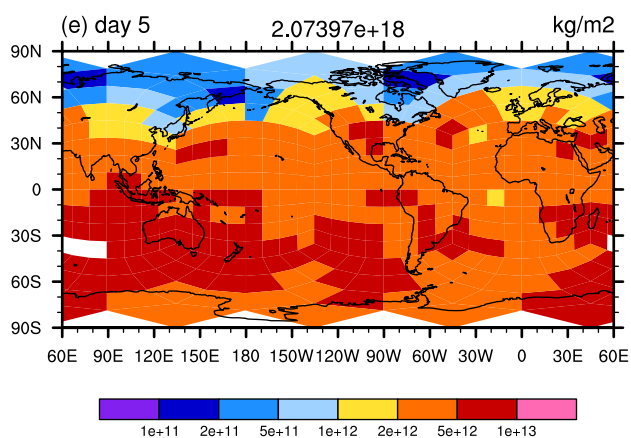 (e) day 5 2.07397e+18 kg/m2
90N
60N
30N
0
30S
60S
90S
60E 90E 120E 150E 180 150W 120W 90W 60W 30W 0 30E 60E
1e+11 2e+11 5e+11 1e+12 2e+12 5e+12 1e+13